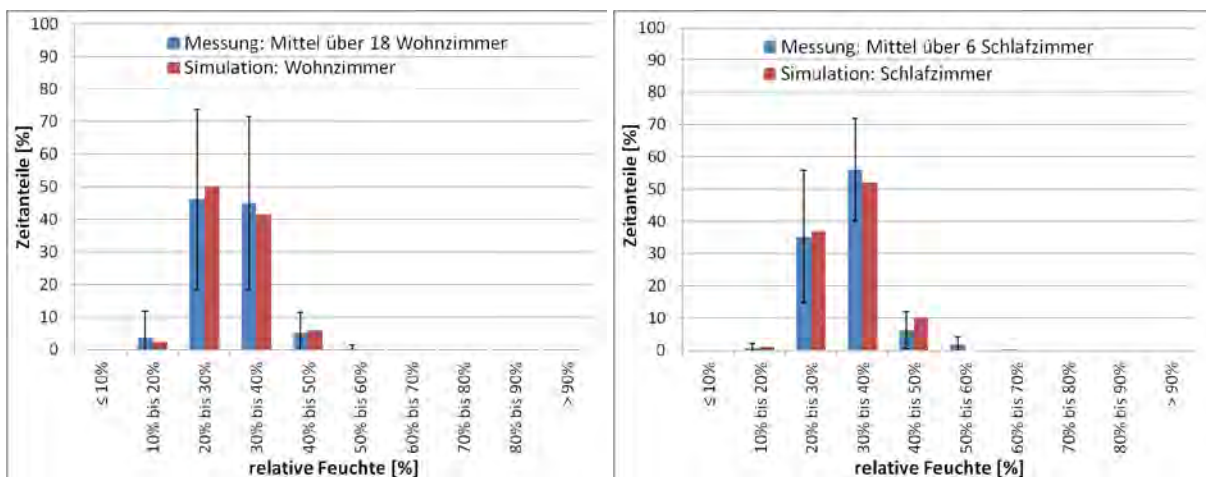 100
90
80
70
60
50
40
30
20
10
0
Zeitanteile [%]
Messung: Mittel über 18 Wohnzimmer
Simulation: Wohnzimmer
≤ 10%
10% bis 20%
20% bis 30%
30% bis 40%
40% bis 50%
50% bis 60%
60% bis 70%
70% bis 80%
80% bis 90%
> 90%
relative Feuchte [%]
100
90
80
70
60
50
40
30
20
10
0
Zeitanteile [%]
Messung: Mittel über 6 Schlafzimmer
Simulation: Schlafzimmer
≤ 10%
10% bis 20%
20% bis 30%
30% bis 40%
40% bis 50%
50% bis 60%
60% bis 70%
70% bis 80%
80% bis 90%
> 90%
relative Feuchte [%]